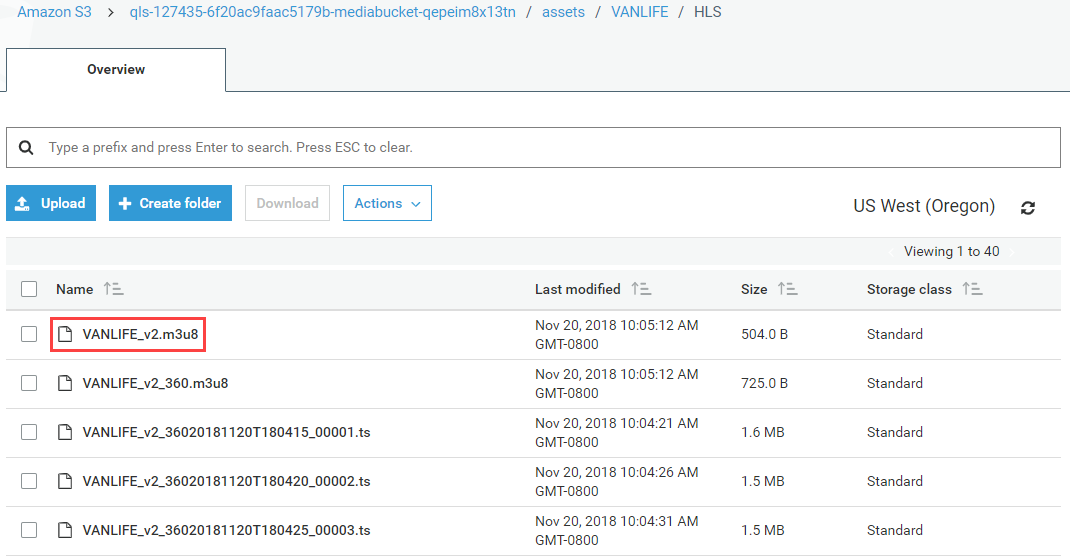 Amazon S3 > qls-127435-6f20ac9faac5179b-mediabucket-qepeim8x13tn / assets / VANLIFE / HLS
Overview
Type a prefix and press Enter to search. Press ESC to clear.
Upload Create folder Download Actions US West (Oregon)
Viewing 1 to 40
Name Last modified Size Storage class
VANLIFE_v2.m3u8 Nov 20, 2018 10:05:12 AM GMT-0800 504.0 B Standard
VANLIFE_v2_360.m3u8 Nov 20, 2018 10:05:12 AM GMT-0800 725.0 B Standard
VANLIFE_v2_36020181120T180415_00001.ts Nov 20, 2018 10:04:21 AM GMT-0800 1.6 MB Standard
VANLIFE_v2_36020181120T180420_00002.ts Nov 20, 2018 10:04:26 AM GMT-0800 1.5 MB Standard
VANLIFE_v2_36020181120T180425_00003.ts Nov 20, 2018 10:04:31 AM GMT-0800 1.5 MB Standard